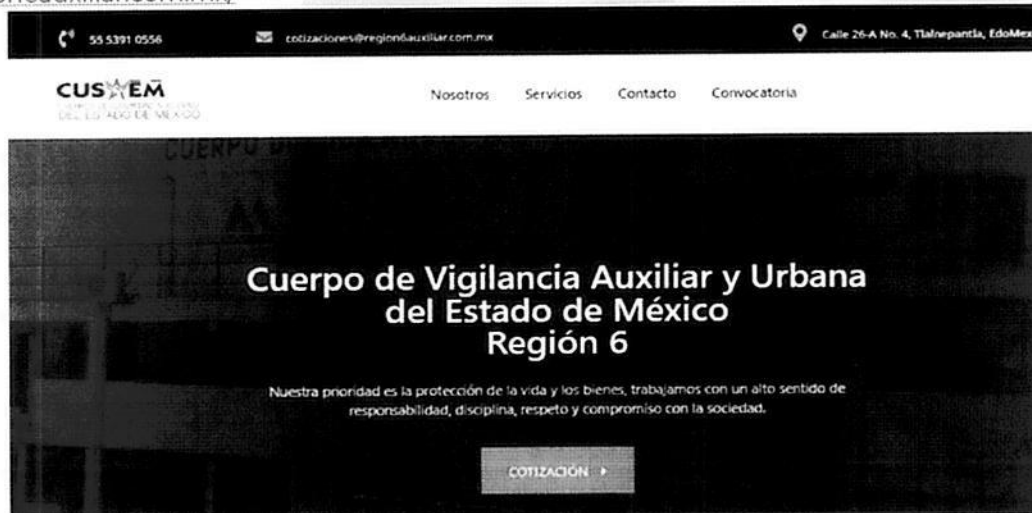 55 5391 0556
cotizaciones@region6auxiliar.com.mx
Calle 26-A No. 4, Tlalnepantla, EdoMex
CUSAEM
DEL ESTADO DE MÉXICO
Nosotros Servicios Contacto Convocatoria
CUERPO
Cuerpo de Vigilancia Auxiliar y Urbana
del Estado de México
Región 6
Nuestra prioridad es la protección de la vida y los bienes, trabajamos con un alto sentido de
responsabilidad, disciplina, respeto y compromiso con la sociedad.
COTIZACIÓN